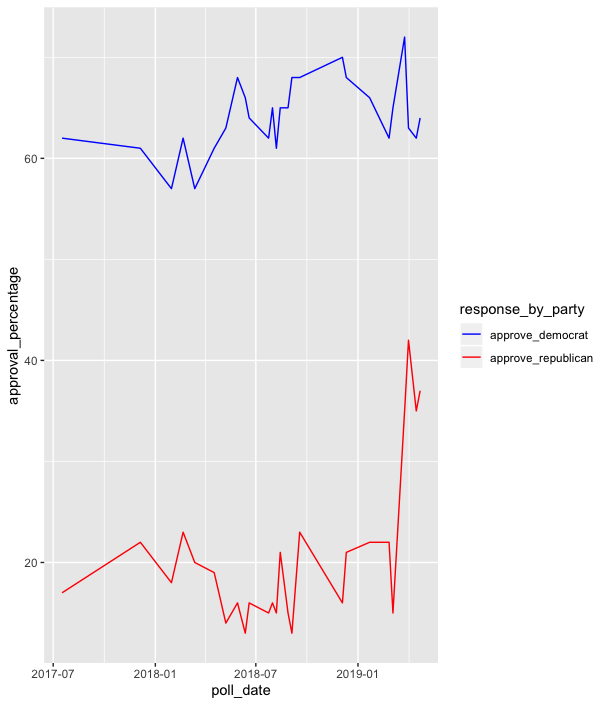 approval_percentage
60
40
20
2017-07
2018-01
2018-07
2019-01
poll_date
response_by_party
approve_democrat
approve_republican